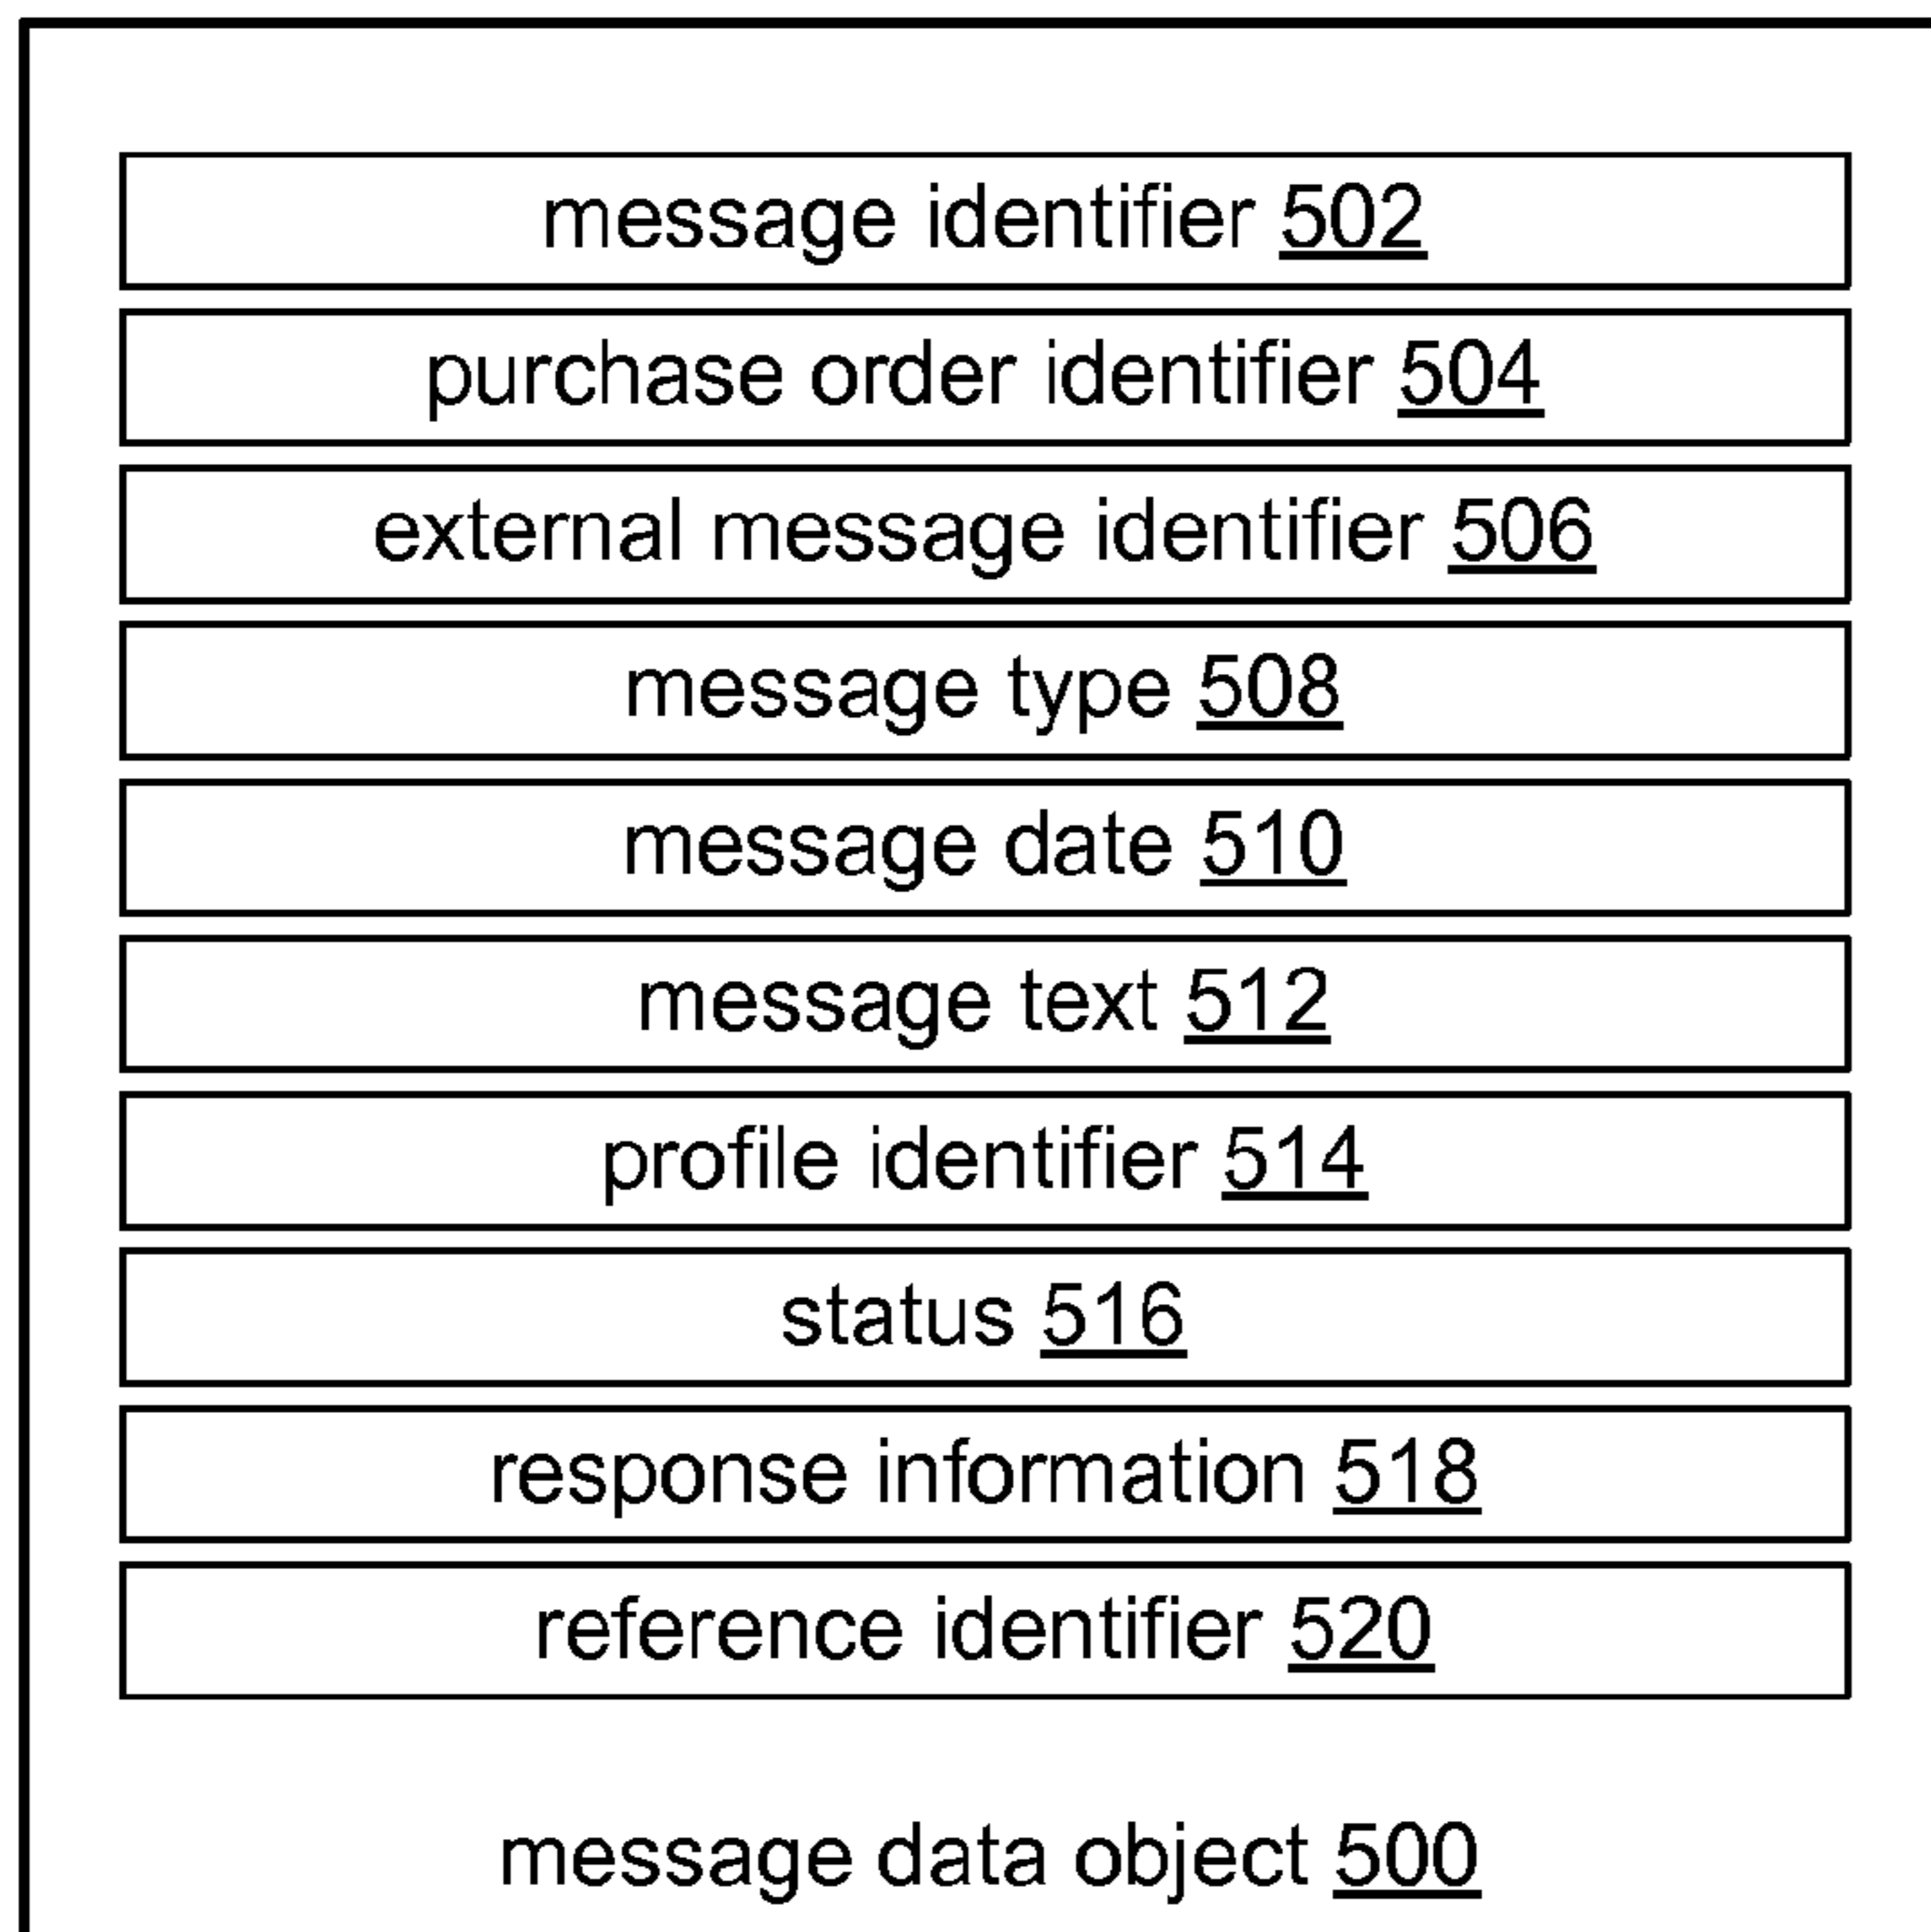 message identifier 502
purchase order identifier 504
external message identifier 506
message type 508
message date 510
message text 512
profile identifier 514
status 516
response information 518
reference identifier 520
message data object 500